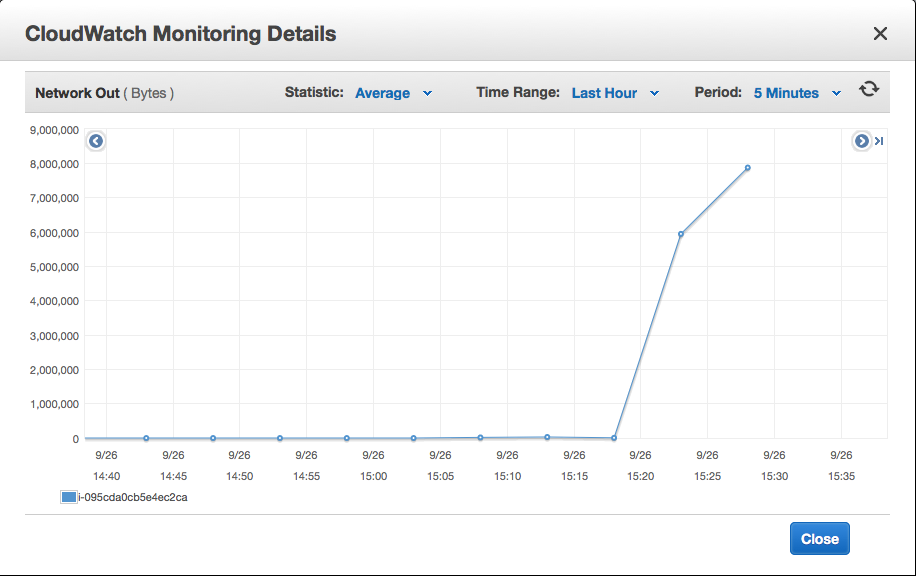 CloudWatch Monitoring Details
Network Out ( Bytes ) Statistic: Average Time Range: Last Hour Period: 5 Minutes
9,000,000
8,000,000
7,000,000
6,000,000
5,000,000
4,000,000
3,000,000
2,000,000
1,000,000
0
9/26 9/26 9/26 9/26 9/26 9/26 9/26 9/26 9/26 9/26 9/26 9/26
14:40 14:45 14:50 14:55 15:00 15:05 15:10 15:15 15:20 15:25 15:30 15:35
i-095cda0cb5e4ec2ca
Close